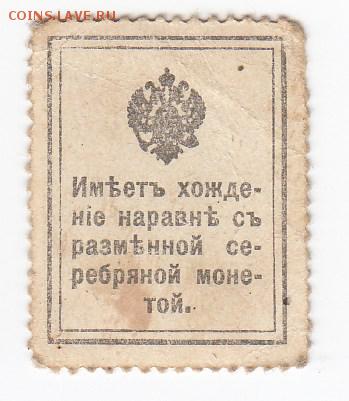 COINS.LAVE.RU
Имѣетъ хожде-
ніе наравнѣ съ
размѣнной се-
ребряной моне-
той.